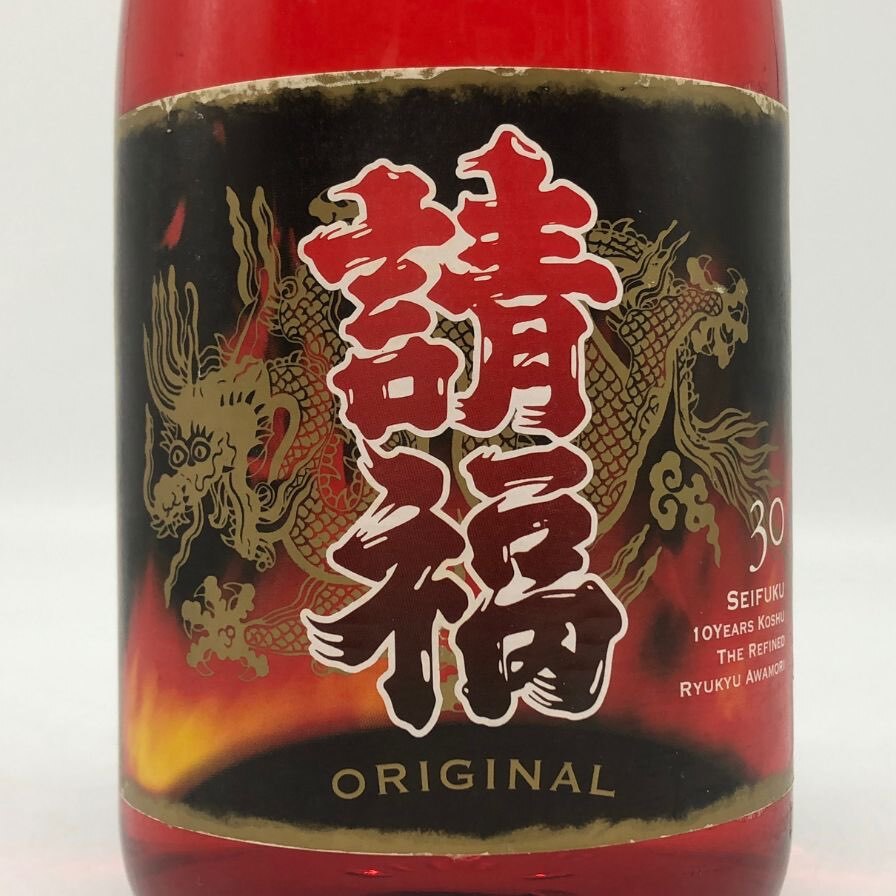 請福
30
SEIFUKU
10YEARS KOSHU
THE REFINED
RYUKYU AWAMORI
ORIGINAL